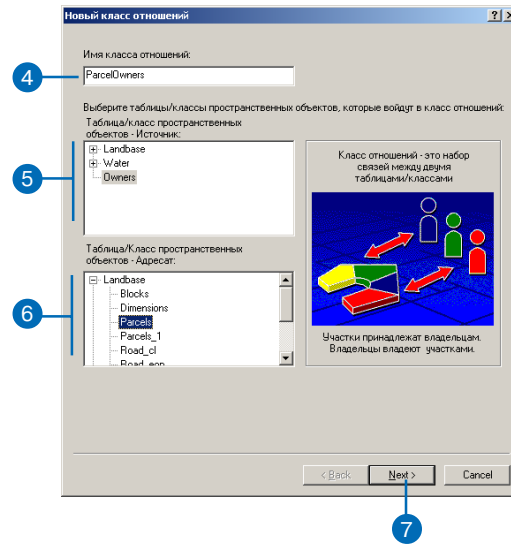 Новый класс отношений
?
Имя класса отношений:
4
ParcelOwners
Выберите таблицы/классы пространственных объектов, которые войдут в класс отношений:
Таблица/класс пространственных
объектов - Источник:
5
Landbase
Water
Owners
Класс отношений - это набор
связей между двумя
таблицами/классами
Таблица/Класс пространственных
объектов - Адресат:
6
Landbase
Blocks
Dimensions
Parcels
Parcels_1
Road_cl
Участки принадлежат владельцам.
Владельцы владеют участками.
< Back
Next >
Cancel
7